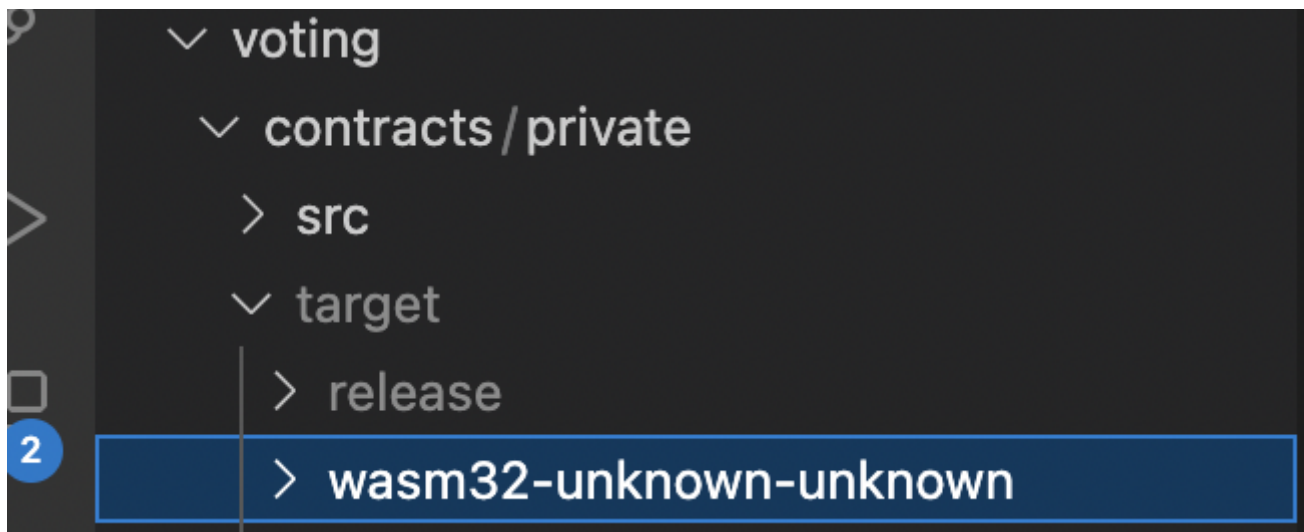 voting
contracts/private
src
target
release
2
wasm32-unknown-unknown